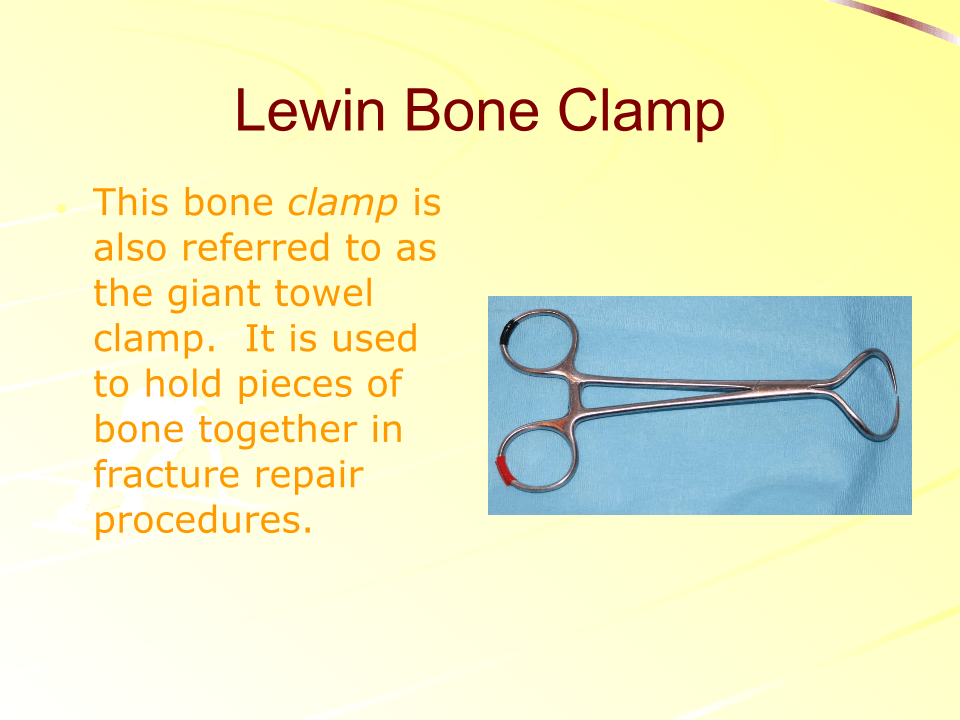 Lewin Bone Clamp
• This bone clamp is
also referred to as
the giant towel
clamp.  It is used
to hold pieces of
bone together in
fracture repair
procedures.